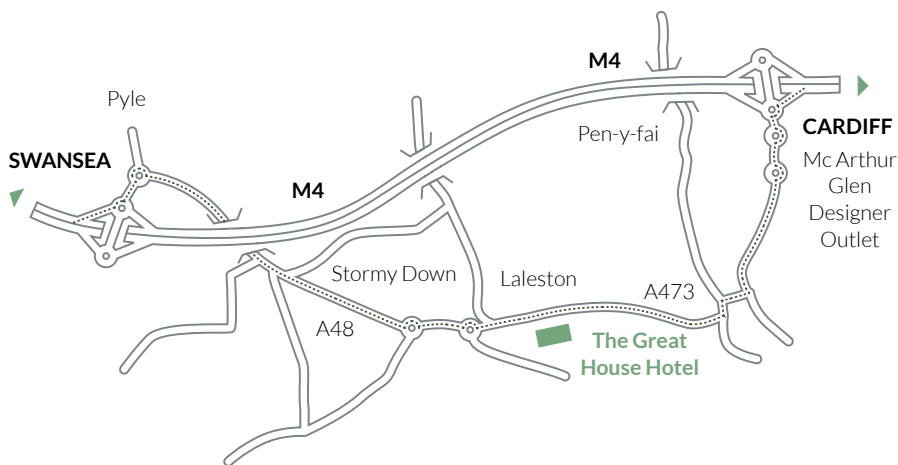 M4
Pyle
Pen-y-fai
CARDIFF
SWANSEA
Mc Arthur
Glen
Designer
Outlet
M4
Stormy Down
Laleston
A473
A48
The Great
House Hotel